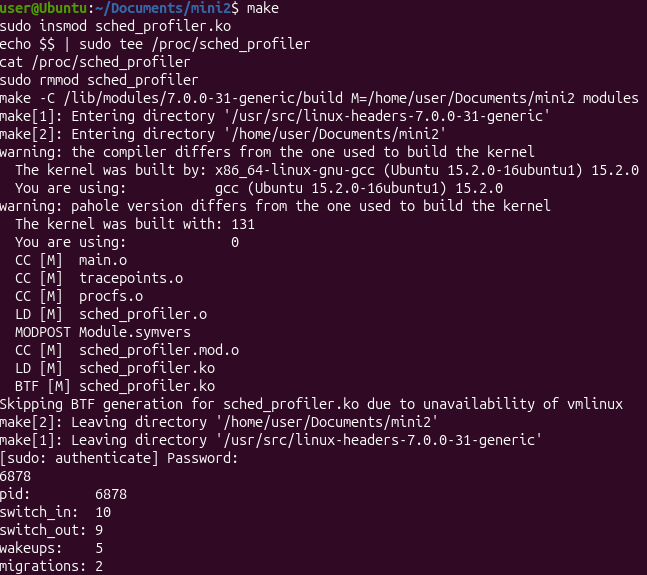 user@Ubuntu:~/Documents/mini2$ make
sudo insmod sched_profiler.ko
echo $$ | sudo tee /proc/sched_profiler
cat /proc/sched_profiler
sudo rmmod sched_profiler
make -C /lib/modules/7.0.0-31-generic/build M=/home/user/Documents/mini2 modules
make[1]: Entering directory '/usr/src/linux-headers-7.0.0-31-generic'
make[2]: Entering directory '/home/user/Documents/mini2'
warning: the compiler differs from the one used to build the kernel
  The kernel was built by: x86_64-linux-gnu-gcc (Ubuntu 15.2.0-16ubuntu1) 15.2.0
  You are using:           gcc (Ubuntu 15.2.0-16ubuntu1) 15.2.0
warning: pahole version differs from the one used to build the kernel
  The kernel was built with: 131
  You are using:             0
  CC [M]  main.o
  CC [M]  tracepoints.o
  CC [M]  procfs.o
  LD [M]  sched_profiler.o
  MODPOST Module.symvers
  CC [M]  sched_profiler.mod.o
  LD [M]  sched_profiler.ko
  BTF [M] sched_profiler.ko
Skipping BTF generation for sched_profiler.ko due to unavailability of vmlinux
make[2]: Leaving directory '/home/user/Documents/mini2'
make[1]: Leaving directory '/usr/src/linux-headers-7.0.0-31-generic'
[sudo: authenticate] Password:
6878
pid:        6878
switch_in:  10
switch_out: 9
wakeups:    5
migrations: 2